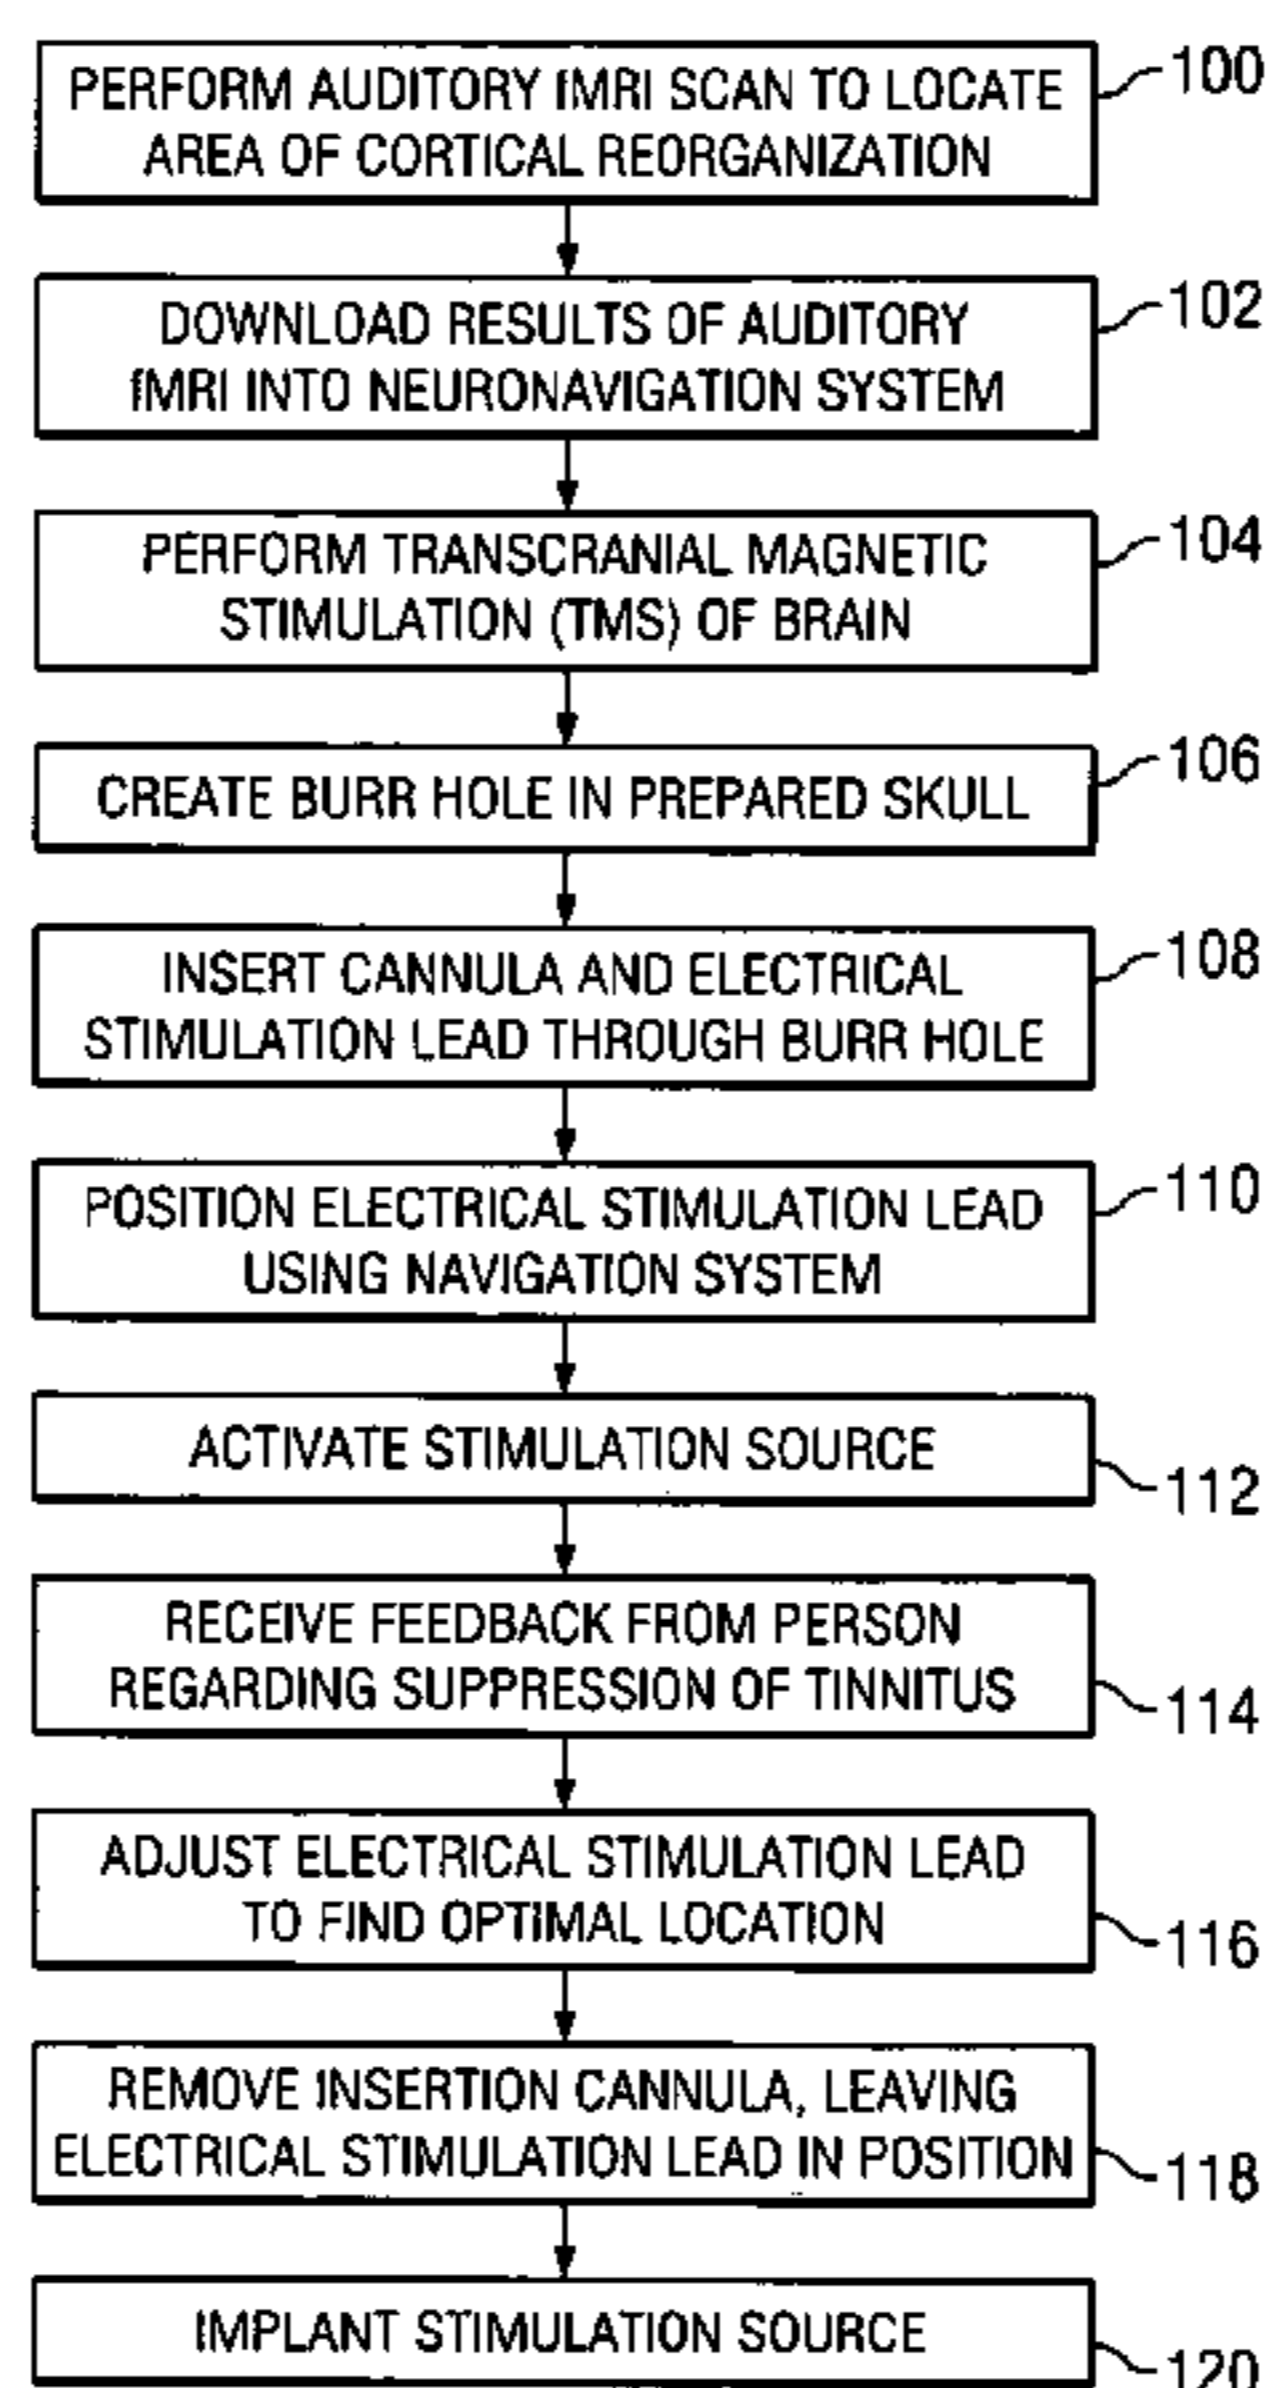 PERFORM AUDITORY fMRI SCAN TO LOCATE
AREA OF CORTICAL REORGANIZATION
100
DOWNLOAD RESULTS OF AUDITORY
fMRI INTO NEURONAVIGATION SYSTEM
102
PERFORM TRANSCRANIAL MAGNETIC
STIMULATION (TMS) OF BRAIN
104
CREATE BURR HOLE IN PREPARED SKULL
106
INSERT CANNULA AND ELECTRICAL
STIMULATION LEAD THROUGH BURR HOLE
108
POSITION ELECTRICAL STIMULATION LEAD
USING NAVIGATION SYSTEM
110
ACTIVATE STIMULATION SOURCE
112
RECEIVE FEEDBACK FROM PERSON
REGARDING SUPPRESSION OF TINNITUS
114
ADJUST ELECTRICAL STIMULATION LEAD
TO FIND OPTIMAL LOCATION
116
REMOVE INSERTION CANNULA, LEAVING
ELECTRICAL STIMULATION LEAD IN POSITION
118
IMPLANT STIMULATION SOURCE
120